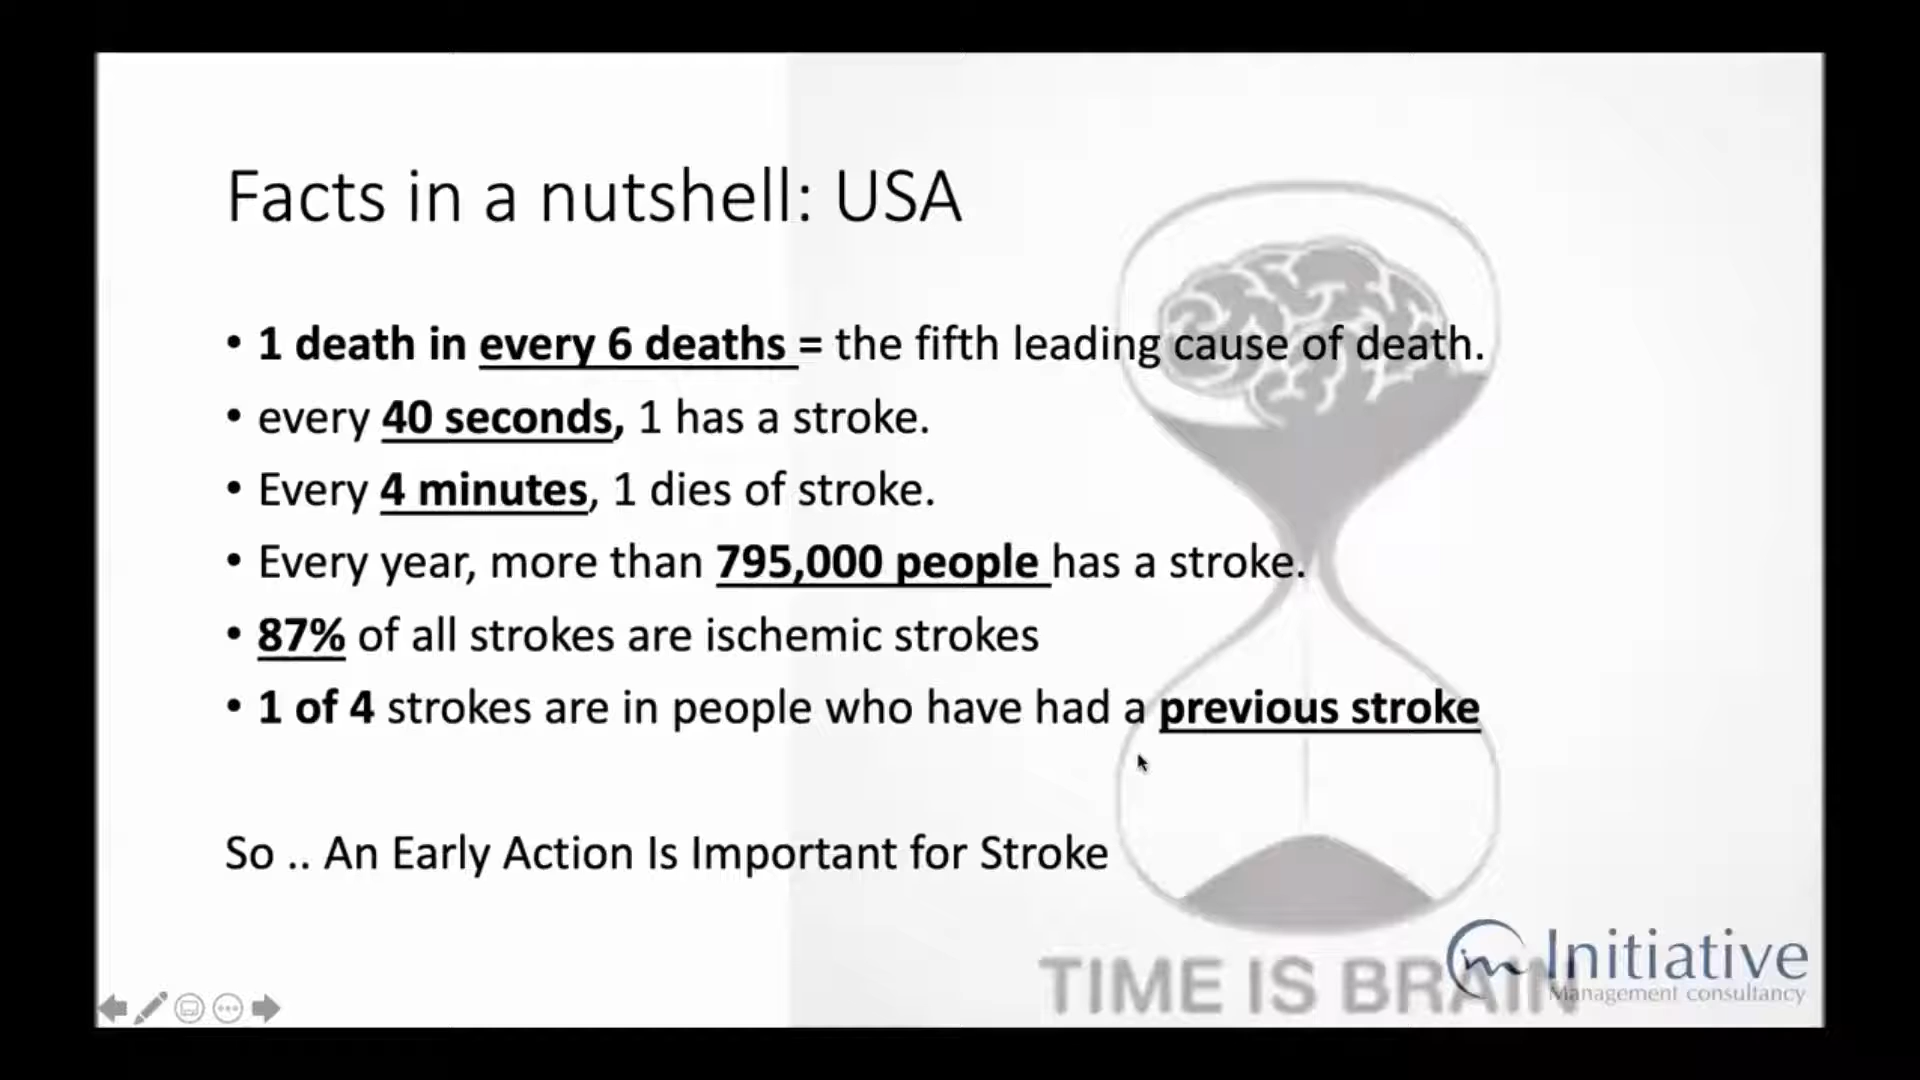 Facts in a nutshell: USA
• 1 death in every 6 deaths = the fifth leading cause of death.
• every 40 seconds, 1 has a stroke.
• Every 4 minutes, 1 dies of stroke.
• Every year, more than 795,000 people has a stroke.
• 87% of all strokes are ischemic strokes
• 1 of 4 strokes are in people who have had a previous stroke
So .. An Early Action Is Important for Stroke
TIME IS BRAIN
Initiative
Management consultancy